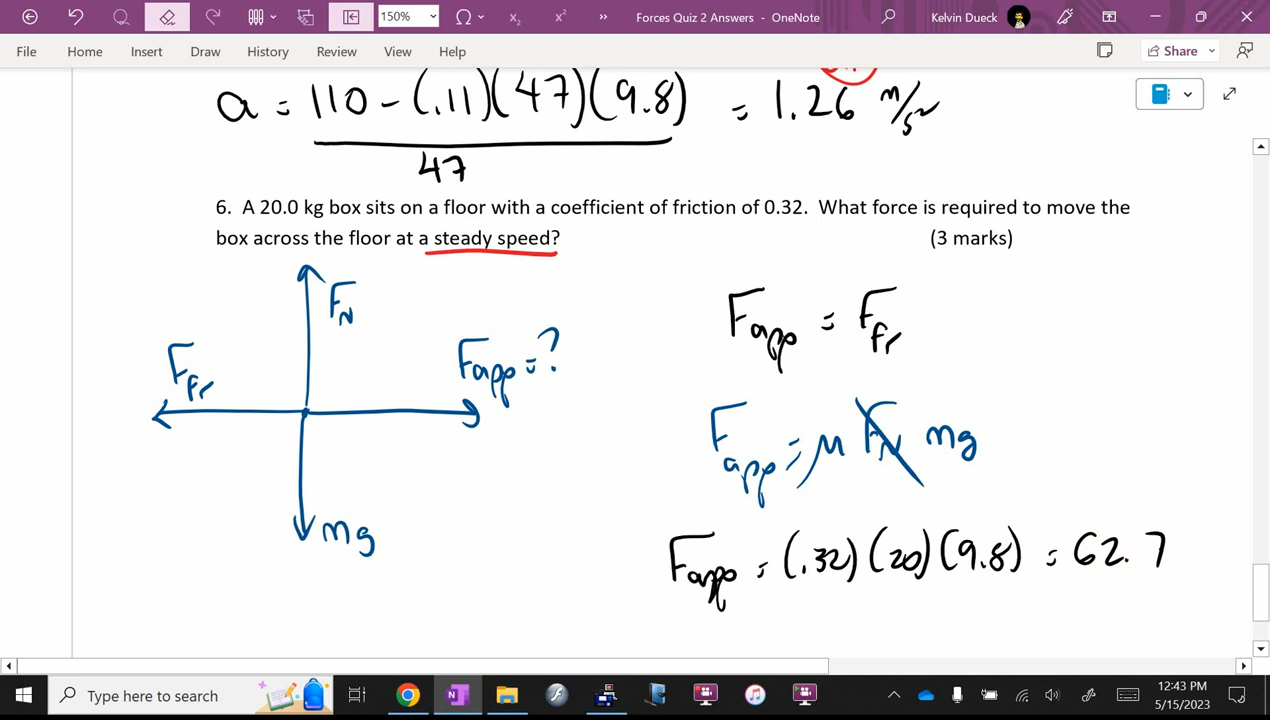 150%
Forces Quiz 2 Answers - OneNote
Kelvin Dueck
File Home Insert Draw History Review View Help
Share
a = 110 - (.11)(47)(9.8) = 1.26 m/s²
47
6. A 20.0 kg box sits on a floor with a coefficient of friction of 0.32. What force is required to move the
box across the floor at a steady speed? (3 marks)
FN
Ffr
Fapp = ?
mg
Fapp = Ffr
Fapp = μ FN mg
Fapp = (.32)(20)(9.8) = 62.7
Type here to search
12:43 PM
5/15/2023